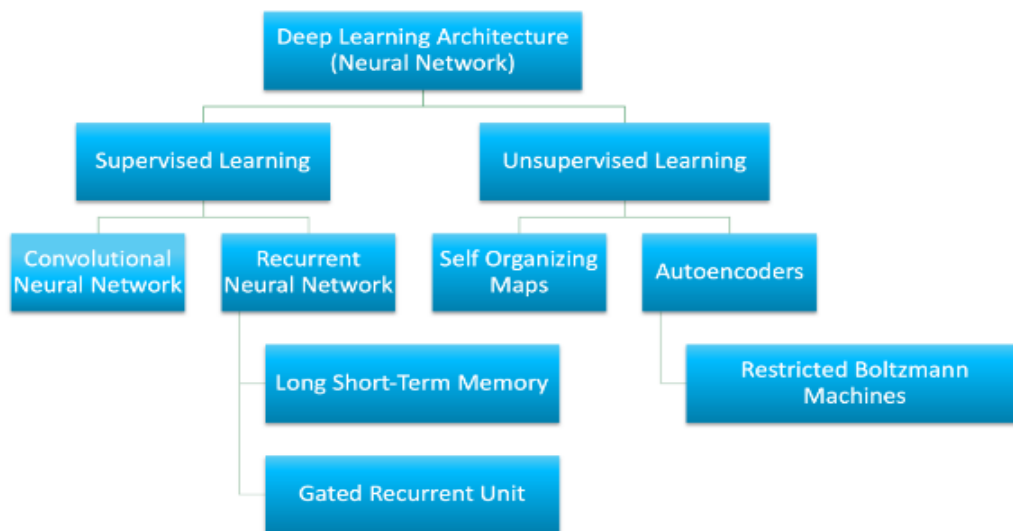 Deep Learning Architecture
(Neural Network)
Supervised Learning
Unsupervised Learning
Convolutional
Neural Network
Recurrent
Neural Network
Self Organizing
Maps
Autoencoders
Long Short-Term Memory
Restricted Boltzmann
Machines
Gated Recurrent Unit